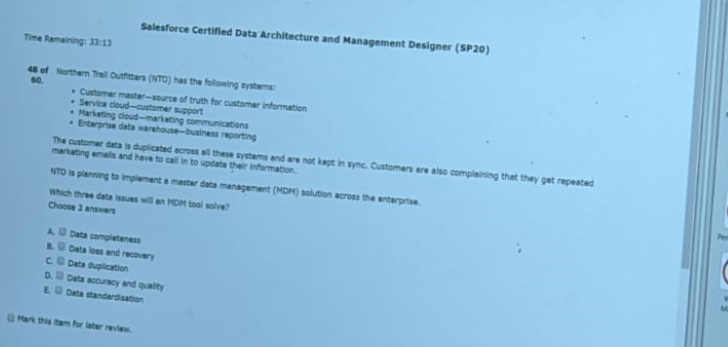 Salesforce Certified Data Architecture and Management Designer (SP20)
Time Remaining: 33:13
48 of 60.
Northern Trail Outfitters (NTO) has the following systems:
• Customer master—source of truth for customer information
• Service cloud—customer support
• Marketing cloud—marketing communications
• Enterprise data warehouse—business reporting
The customer data is duplicated across all these systems and are not kept in sync. Customers are also complaining that they get repeated
marketing emails and have to call in to update their information.
NTO is planning to implement a master data management (MDM) solution across the enterprise.
Which three data issues will an MDM tool solve?
Choose 3 answers
A. Data completeness
B. Data loss and recovery
C. Data duplication
D. Data accuracy and quality
E. Data standardisation
Mark this item for later review.